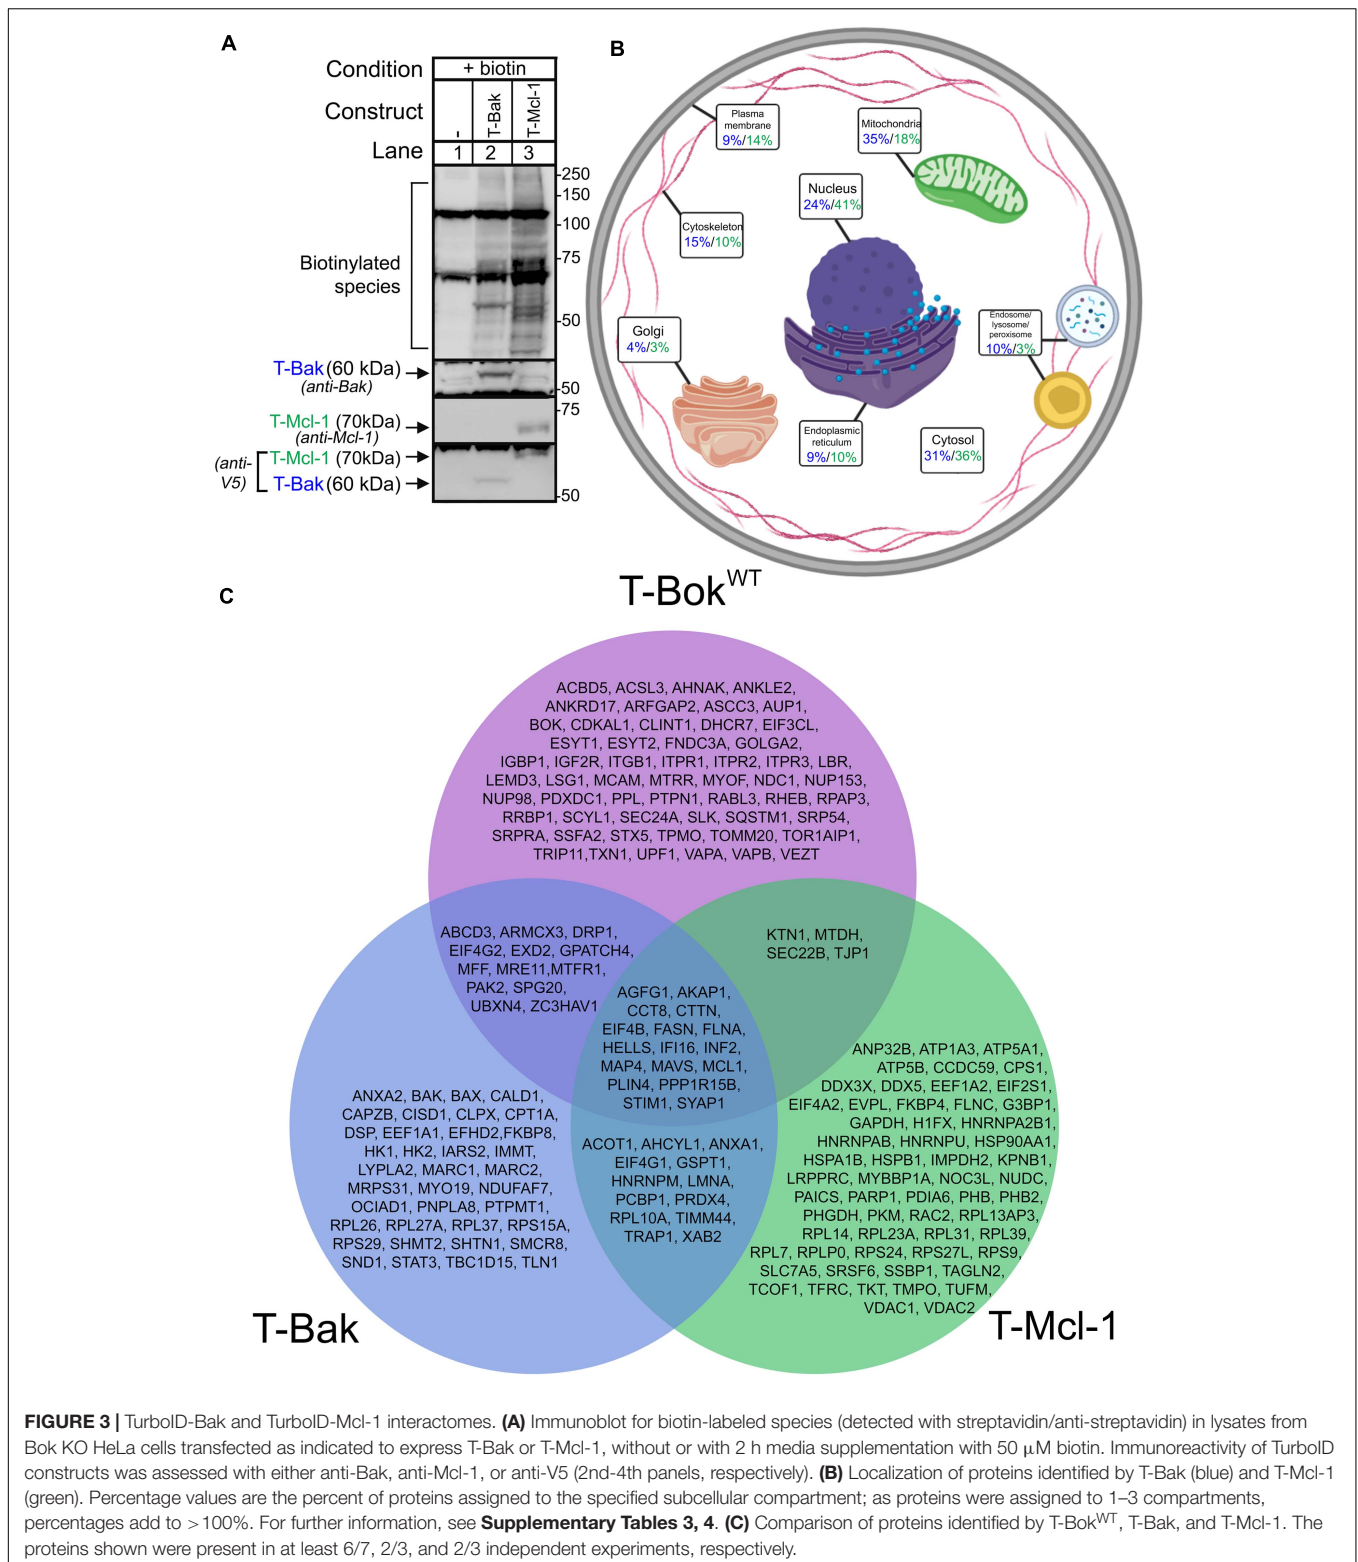 A
Condition
+ biotin
Construct
-
T-Bak
T-Mcl-1
Lane
1
2
3
250
150
100
75
50
Biotinylated
species
T-Bak (60 kDa)
(anti-Bak)
50
75
T-Mcl-1 (70kDa)
(anti-Mcl-1)
(anti-
V5)
T-Mcl-1 (70kDa)
T-Bak (60 kDa)
50
B
Plasma
membrane
9%/14%
Mitochondria
35%/18%
Nucleus
24%/41%
Cytoskeleton
15%/10%
Golgi
4%/3%
Endosome/
lysosome/
peroxisome
10%/3%
Endoplasmic
reticulum
9%/10%
Cytosol
31%/36%
C
T-BokWT
ACBD5, ACSL3, AHNAK, ANKLE2,
ANKRD17, ARFGAP2, ASCC3, AUP1,
BOK, CDKAL1, CLINT1, DHCR7, EIF3CL,
ESYT1, ESYT2, FNDC3A, GOLGA2,
IGBP1, IGF2R, ITGB1, ITPR1, ITPR2, ITPR3, LBR,
LEMD3, LSG1, MCAM, MTRR, MYOF, NDC1, NUP153,
NUP98, PDXDC1, PPL, PTPN1, RABL3, RHEB, RPAP3,
RRBP1, SCYL1, SEC24A, SLK, SQSTM1, SRP54,
SRPRA, SSFA2, STX5, TPMO, TOMM20, TOR1AIP1,
TRIP11,TXN1, UPF1, VAPA, VAPB, VEZT
ABCD3, ARMCX3, DRP1,
EIF4G2, EXD2, GPATCH4,
MFF, MRE11,MTFR1,
PAK2, SPG20,
UBXN4, ZC3HAV1
KTN1, MTDH,
SEC22B, TJP1
AGFG1, AKAP1,
CCT8, CTTN,
EIF4B, FASN, FLNA,
HELLS, IFI16, INF2,
MAP4, MAVS, MCL1,
PLIN4, PPP1R15B,
STIM1, SYAP1
ANXA2, BAK, BAX, CALD1,
CAPZB, CISD1, CLPX, CPT1A,
DSP, EEF1A1, EFHD2,FKBP8,
HK1, HK2, IARS2, IMMT,
LYPLA2, MARC1, MARC2,
MRPS31, MYO19, NDUFAF7,
OCIAD1, PNPLA8, PTPMT1,
RPL26, RPL27A, RPL37, RPS15A,
RPS29, SHMT2, SHTN1, SMCR8,
SND1, STAT3, TBC1D15, TLN1
ACOT1, AHCYL1, ANXA1,
EIF4G1, GSPT1,
HNRNPM, LMNA,
PCBP1, PRDX4,
RPL10A, TIMM44,
TRAP1, XAB2
ANP32B, ATP1A3, ATP5A1,
ATP5B, CCDC59, CPS1,
DDX3X, DDX5, EEF1A2, EIF2S1,
EIF4A2, EVPL, FKBP4, FLNC, G3BP1,
GAPDH, H1FX, HNRNPA2B1,
HNRNPAB, HNRNPU, HSP90AA1,
HSPA1B, HSPB1, IMPDH2, KPNB1,
LRPPRC, MYBBP1A, NOC3L, NUDC,
PAICS, PARP1, PDIA6, PHB, PHB2,
PHGDH, PKM, RAC2, RPL13AP3,
RPL14, RPL23A, RPL31, RPL39,
RPL7, RPLP0, RPS24, RPS27L, RPS9,
SLC7A5, SRSF6, SSBP1, TAGLN2,
TCOF1, TFRC, TKT, TMPO, TUFM,
VDAC1, VDAC2
T-Bak
T-Mcl-1
FIGURE 3 | TurboID-Bak and TurboID-Mcl-1 interactomes. (A) Immunoblot for biotin-labeled species (detected with streptavidin/anti-streptavidin) in lysates from
Bok KO HeLa cells transfected as indicated to express T-Bak or T-Mcl-1, without or with 2 h media supplementation with 50 μM biotin. Immunoreactivity of TurboID
constructs was assessed with either anti-Bak, anti-Mcl-1, or anti-V5 (2nd-4th panels, respectively). (B) Localization of proteins identified by T-Bak (blue) and T-Mcl-1
(green). Percentage values are the percent of proteins assigned to the specified subcellular compartment; as proteins were assigned to 1–3 compartments,
percentages add to >100%. For further information, see Supplementary Tables 3, 4. (C) Comparison of proteins identified by T-BokWT, T-Bak, and T-Mcl-1. The
proteins shown were present in at least 6/7, 2/3, and 2/3 independent experiments, respectively.